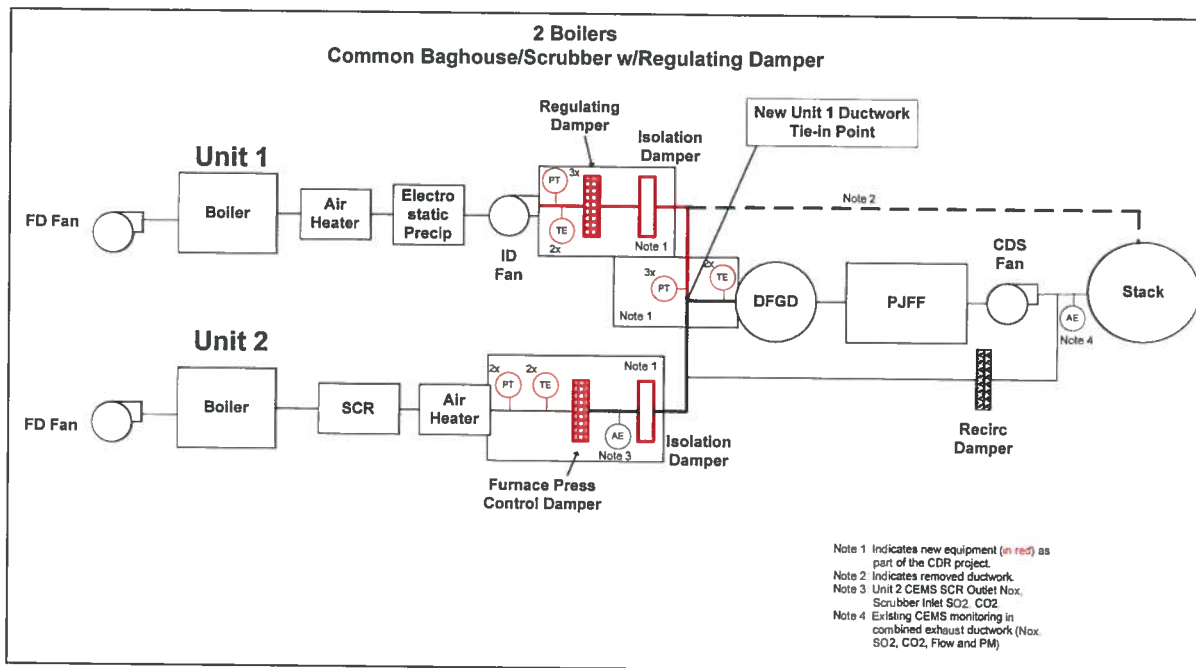 2 Boilers
Common Baghouse/Scrubber w/Regulating Damper
Regulating
Damper
Isolation
Damper
New Unit 1 Ductwork
Tie-in Point
Unit 1
FD Fan
Boiler
Air
Heater
Electro
static
Precip
ID
Fan
PT
3x
TE
2x
Note 1
Note 2
3x
PT
2x
TE
Note 1
DFGD
PJFF
CDS
Fan
AE
Note 4
Stack
Unit 2
FD Fan
Boiler
SCR
Air
Heater
2x
PT
2x
TE
Note 1
AE
Note 3
Isolation
Damper
Furnace Press
Control Damper
Recirc
Damper
Note 1 Indicates new equipment (in red) as
part of the CDR project.
Note 2 Indicates removed ductwork.
Note 3 Unit 2 CEMS SCR Outlet Nox,
Scrubber Inlet SO2, CO2
Note 4 Existing CEMS monitoring in
combined exhaust ductwork (Nox,
SO2, CO2, Flow and PM)